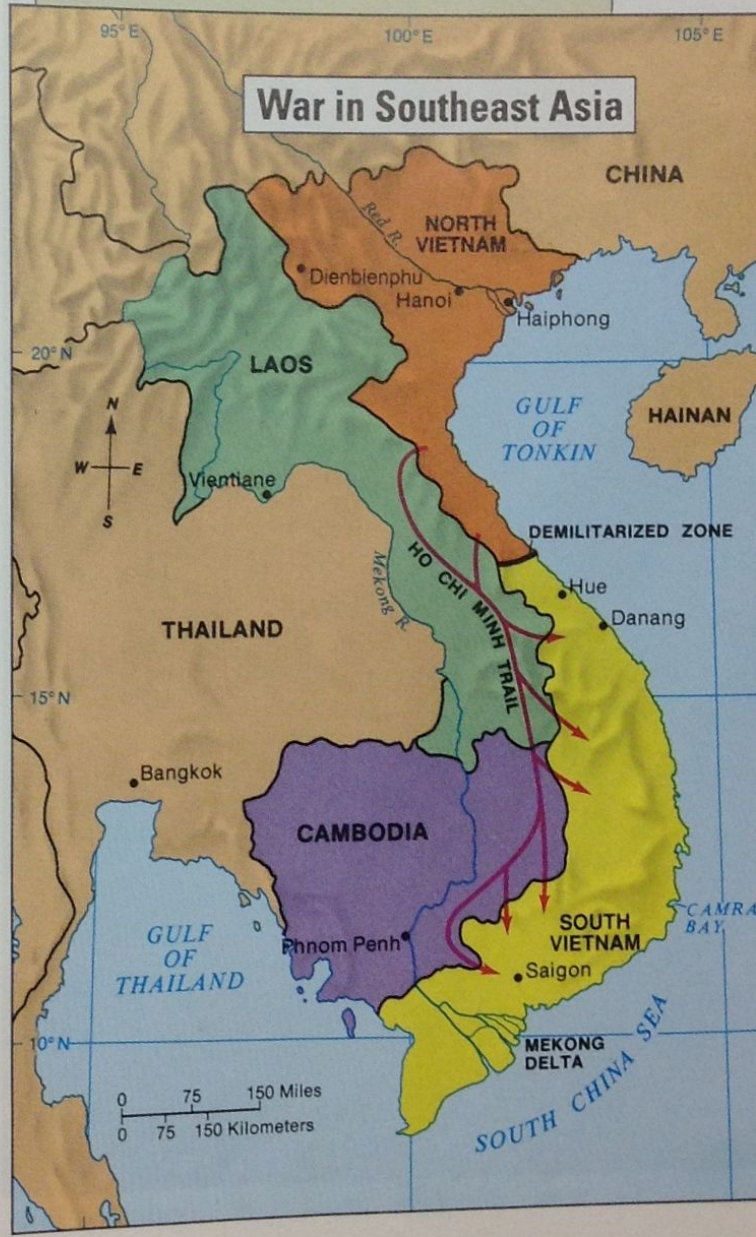 95°E 100°E 105°E
War in Southeast Asia
CHINA
Red R.
NORTH
VIETNAM
Dienbienphu
Hanoi
Haiphong
20°N
LAOS
GULF
OF
TONKIN
HAINAN
N
W E
S
Vientiane
DEMILITARIZED ZONE
HO CHI MINH TRAIL
Mekong R.
Hue
Danang
THAILAND
15°N
Bangkok
CAMBODIA
CAMRA
BAY
SOUTH
VIETNAM
GULF
OF
THAILAND
Phnom Penh
Saigon
10°N
MEKONG
DELTA
SOUTH CHINA SEA
0 75 150 Miles
0 75 150 Kilometers